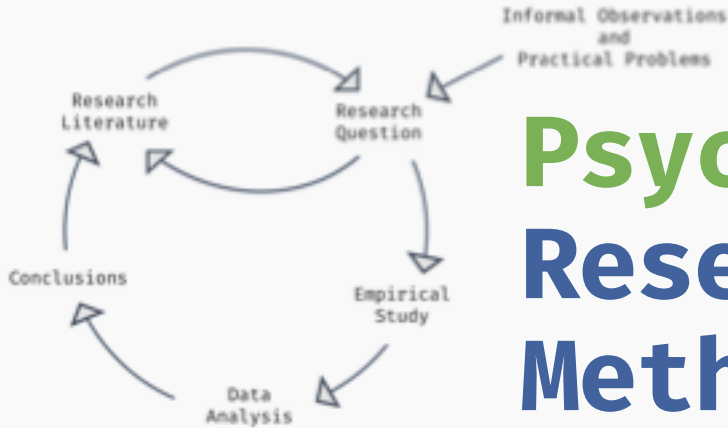 Informal Observations
and
Practical Problems
Research
Literature
Research
Question
Conclusions
Empirical
Study
Data
Analysis
Psyc
Rese
Meth